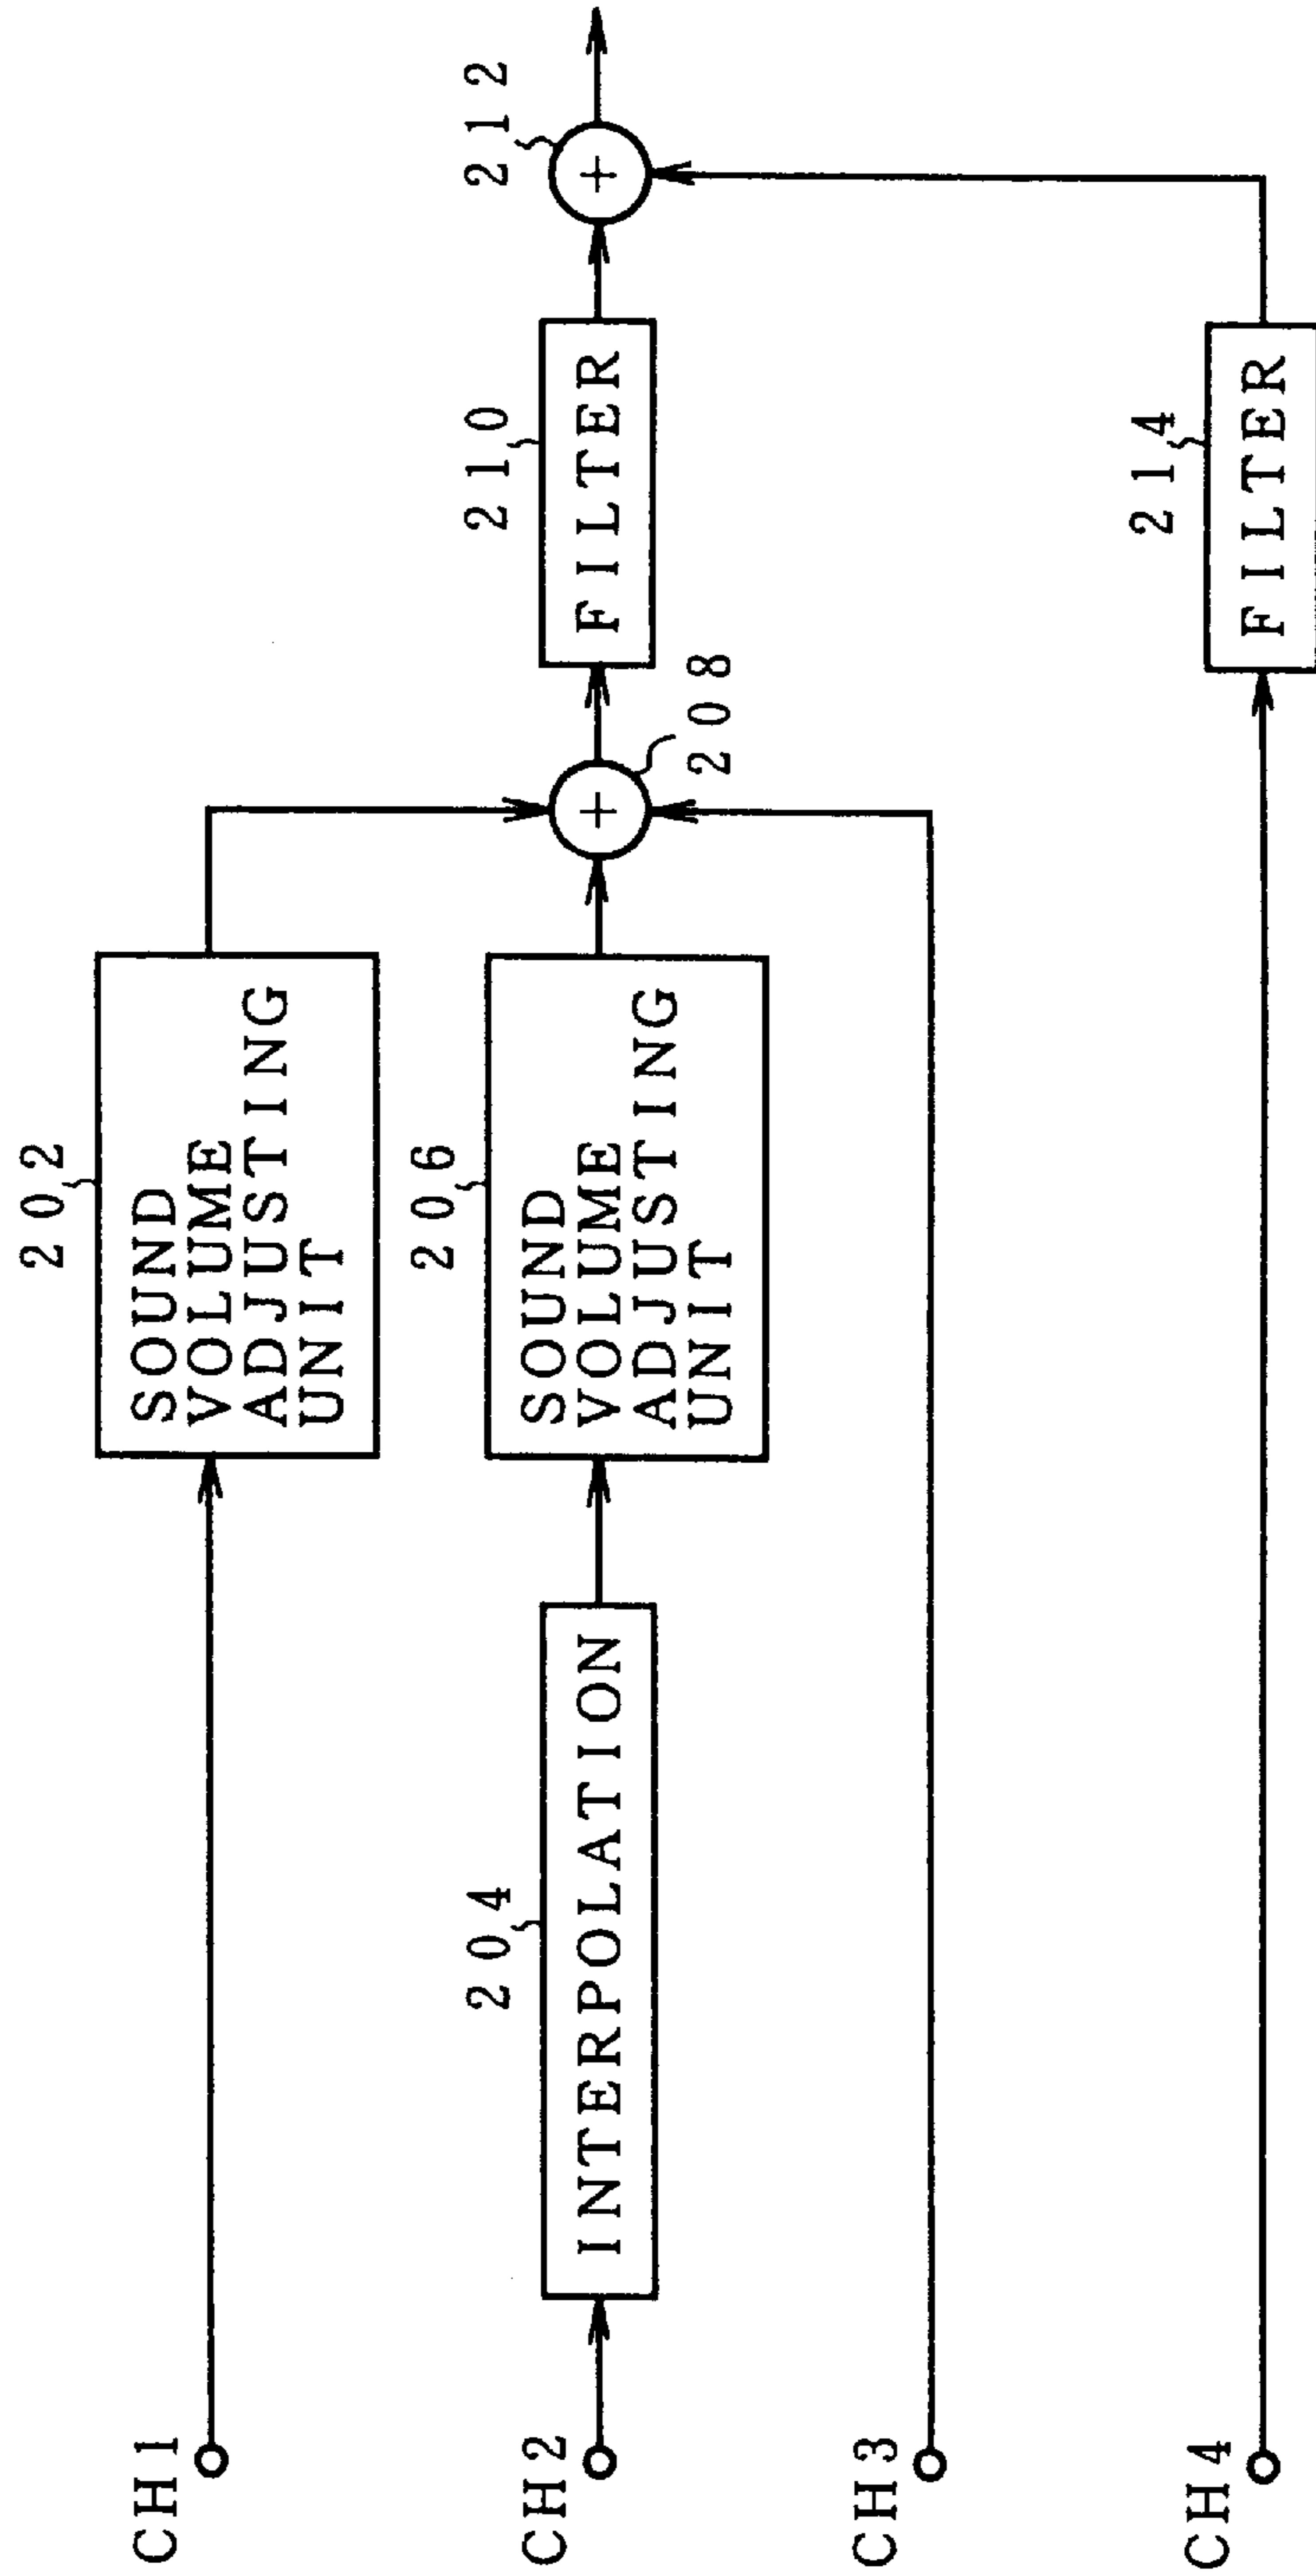 CH1
202
SOUND
VOLUME
ADJUSTING
UNIT
CH2
204
INTERPOLATION
206
SOUND
VOLUME
ADJUSTING
UNIT
208
+
210
FILTER
212
+
CH3
CH4
214
FILTER